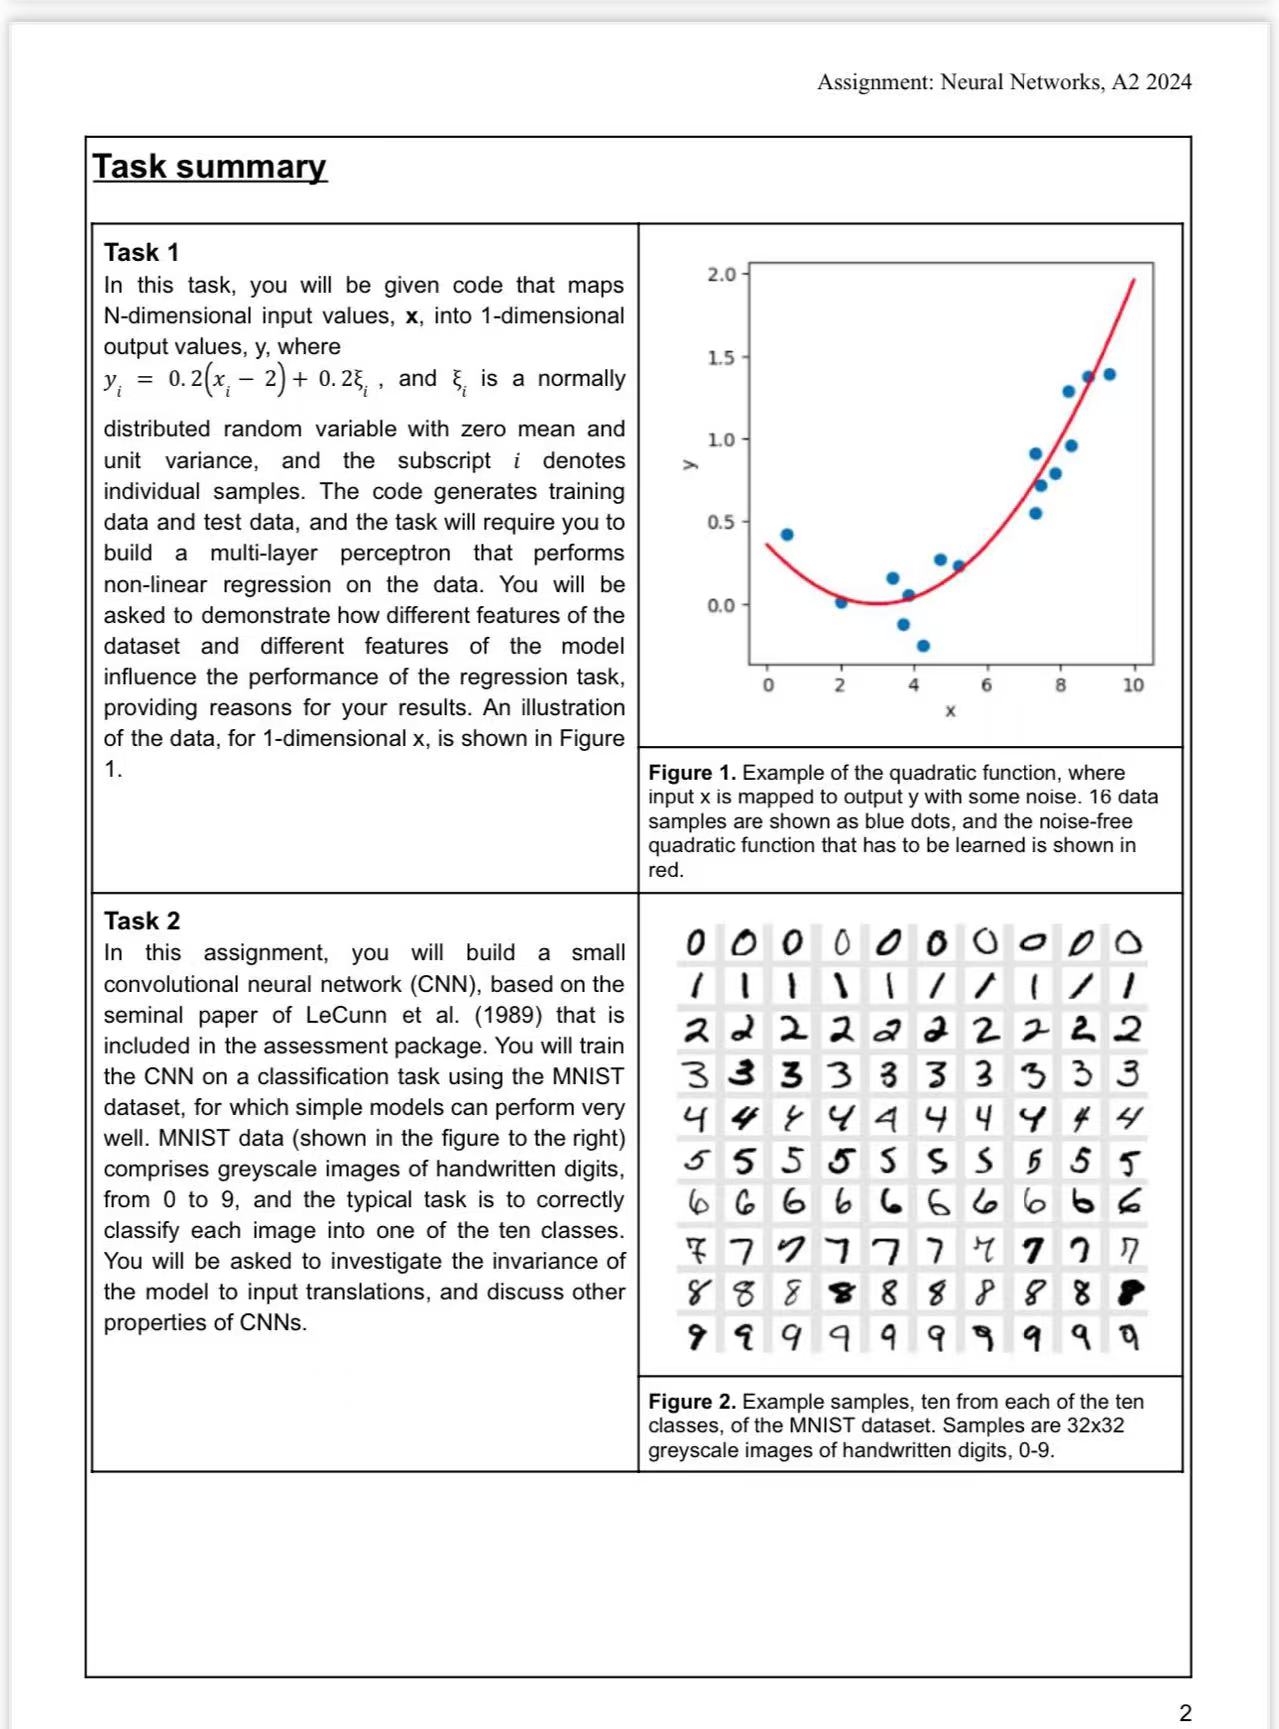 Assignment: Neural Networks, A2 2024
Task summary
Task 1
In this task, you will be given code that maps
N-dimensional input values, x, into 1-dimensional
output values, y, where
yᵢ = 0.2(xᵢ − 2) + 0.2ξᵢ , and ξᵢ is a normally
distributed random variable with zero mean and
unit variance, and the subscript i denotes
individual samples. The code generates training
data and test data, and the task will require you to
build a multi-layer perceptron that performs
non-linear regression on the data. You will be
asked to demonstrate how different features of the
dataset and different features of the model
influence the performance of the regression task,
providing reasons for your results. An illustration
of the data, for 1-dimensional x, is shown in Figure
1.
2.0
1.5
1.0
0.5
0.0
y
0 2 4 6 8 10
x
Figure 1. Example of the quadratic function, where
input x is mapped to output y with some noise. 16 data
samples are shown as blue dots, and the noise-free
quadratic function that has to be learned is shown in
red.
Task 2
In this assignment, you will build a small
convolutional neural network (CNN), based on the
seminal paper of LeCunn et al. (1989) that is
included in the assessment package. You will train
the CNN on a classification task using the MNIST
dataset, for which simple models can perform very
well. MNIST data (shown in the figure to the right)
comprises greyscale images of handwritten digits,
from 0 to 9, and the typical task is to correctly
classify each image into one of the ten classes.
You will be asked to investigate the invariance of
the model to input translations, and discuss other
properties of CNNs.
0 0 0 0 0 0 0 0 0 0
1 1 1 1 1 1 1 1 1 1
2 2 2 2 2 2 2 2 2 2
3 3 3 3 3 3 3 3 3 3
4 4 4 4 4 4 4 4 4 4
5 5 5 5 5 5 5 5 5 5
6 6 6 6 6 6 6 6 6 6
7 7 7 7 7 7 7 7 7 7
8 8 8 8 8 8 8 8 8 8
9 9 9 9 9 9 9 9 9 9
Figure 2. Example samples, ten from each of the ten
classes, of the MNIST dataset. Samples are 32x32
greyscale images of handwritten digits, 0-9.
2